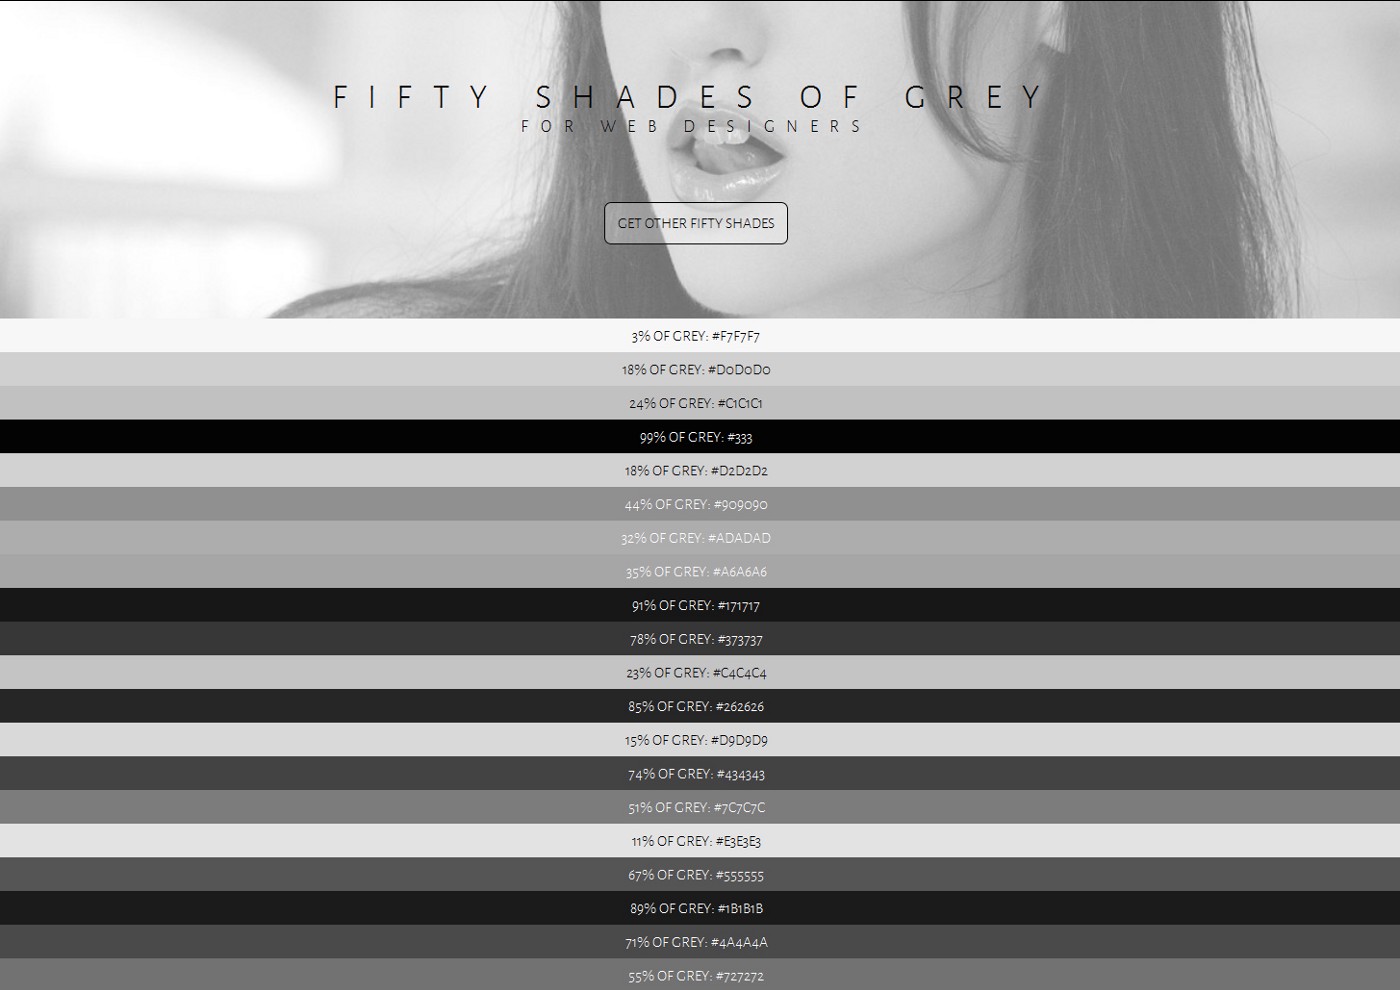 FIFTY SHADES OF GREY
FOR WEB DESIGNERS
GET OTHER FIFTY SHADES
3% OF GREY: #F7F7F7
18% OF GREY: #D0D0D0
24% OF GREY: #C1C1C1
99% OF GREY: #333
18% OF GREY: #D2D2D2
44% OF GREY: #909090
32% OF GREY: #ADADAD
35% OF GREY: #A6A6A6
91% OF GREY: #171717
78% OF GREY: #373737
23% OF GREY: #C4C4C4
85% OF GREY: #262626
15% OF GREY: #D9D9D9
74% OF GREY: #434343
51% OF GREY: #7C7C7C
11% OF GREY: #E3E3E3
67% OF GREY: #555555
89% OF GREY: #1B1B1B
71% OF GREY: #4A4A4A
55% OF GREY: #727272